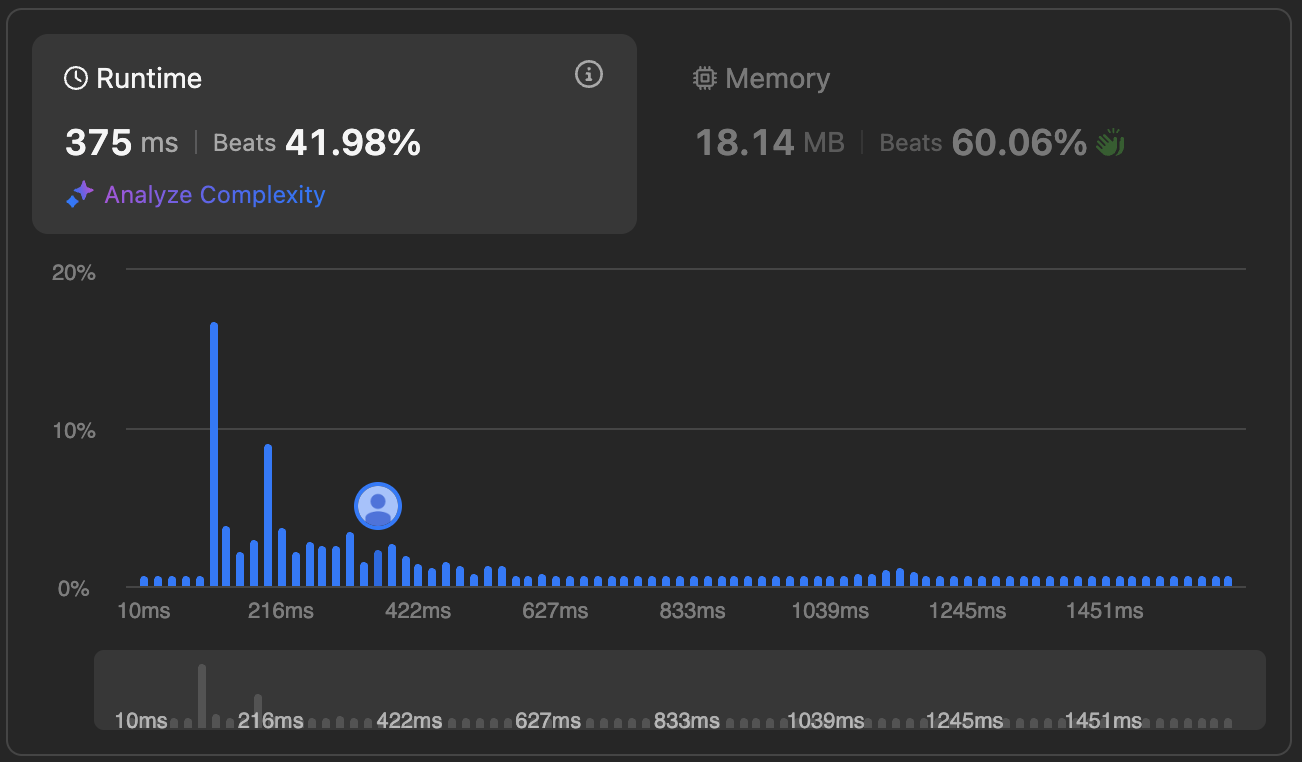 Runtime
375 ms | Beats 41.98%
Analyze Complexity
Memory
18.14 MB | Beats 60.06%
20%
10%
0%
10ms 216ms 422ms 627ms 833ms 1039ms 1245ms 1451ms
10ms 216ms 422ms 627ms 833ms 1039ms 1245ms 1451ms